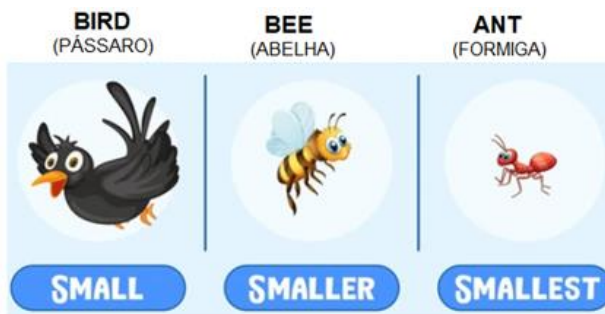 BIRD
(PÁSSARO)
BEE
(ABELHA)
ANT
(FORMIGA)
SMALL
SMALLER
SMALLEST